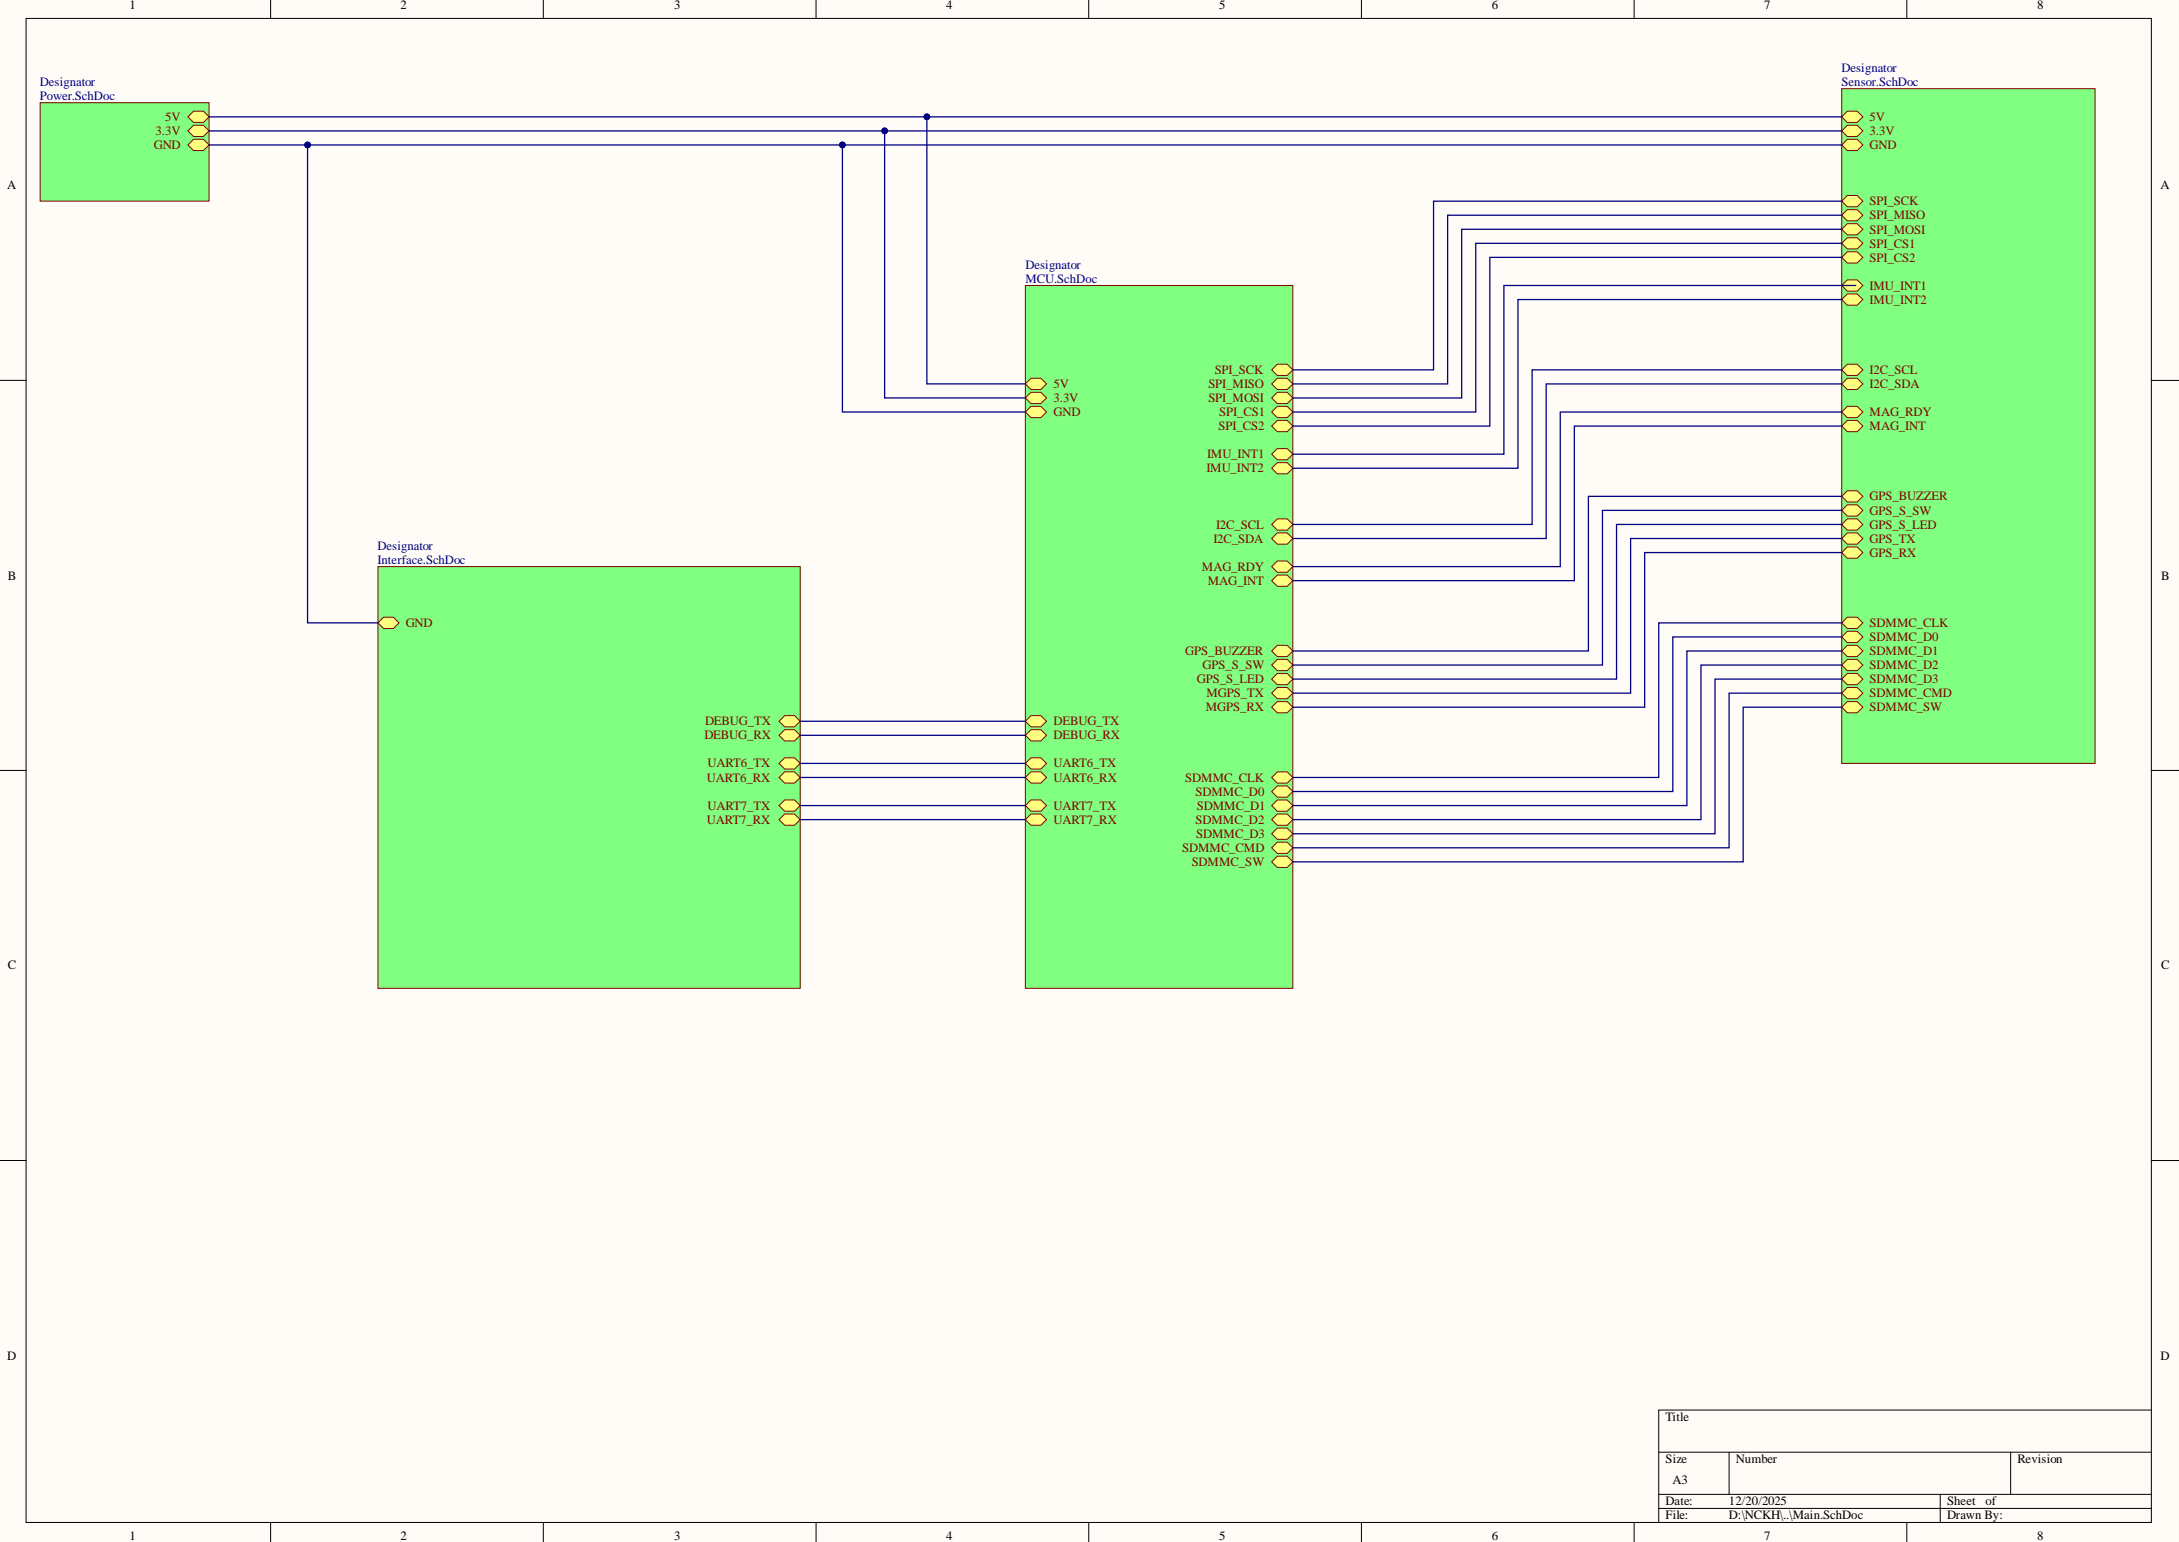 1 2 3 4 5 6 7 8
Designator
Power.SchDoc
5V
3.3V
GND
Designator
Sensor.SchDoc
5V
3.3V
GND
SPI_SCK
SPI_MISO
SPI_MOSI
SPI_CS1
SPI_CS2
IMU_INT1
IMU_INT2
I2C_SCL
I2C_SDA
MAG_RDY
MAG_INT
GPS_BUZZER
GPS_S_SW
GPS_S_LED
GPS_TX
GPS_RX
SDMMC_CLK
SDMMC_D0
SDMMC_D1
SDMMC_D2
SDMMC_D3
SDMMC_CMD
SDMMC_SW
A A
Designator
MCU.SchDoc
5V
3.3V
GND
DEBUG_TX
DEBUG_RX
UART6_TX
UART6_RX
UART7_TX
UART7_RX
SPI_SCK
SPI_MISO
SPI_MOSI
SPI_CS1
SPI_CS2
IMU_INT1
IMU_INT2
I2C_SCL
I2C_SDA
MAG_RDY
MAG_INT
GPS_BUZZER
GPS_S_SW
GPS_S_LED
MGPS_TX
MGPS_RX
SDMMC_CLK
SDMMC_D0
SDMMC_D1
SDMMC_D2
SDMMC_D3
SDMMC_CMD
SDMMC_SW
Designator
Interface.SchDoc
GND
DEBUG_TX
DEBUG_RX
UART6_TX
UART6_RX
UART7_TX
UART7_RX
B B
C C
D D
Title
Size Number Revision
A3
Date: 12/20/2025 Sheet of
File: D:\NCKH\..\Main.SchDoc Drawn By:
1 2 3 4 5 6 7 8